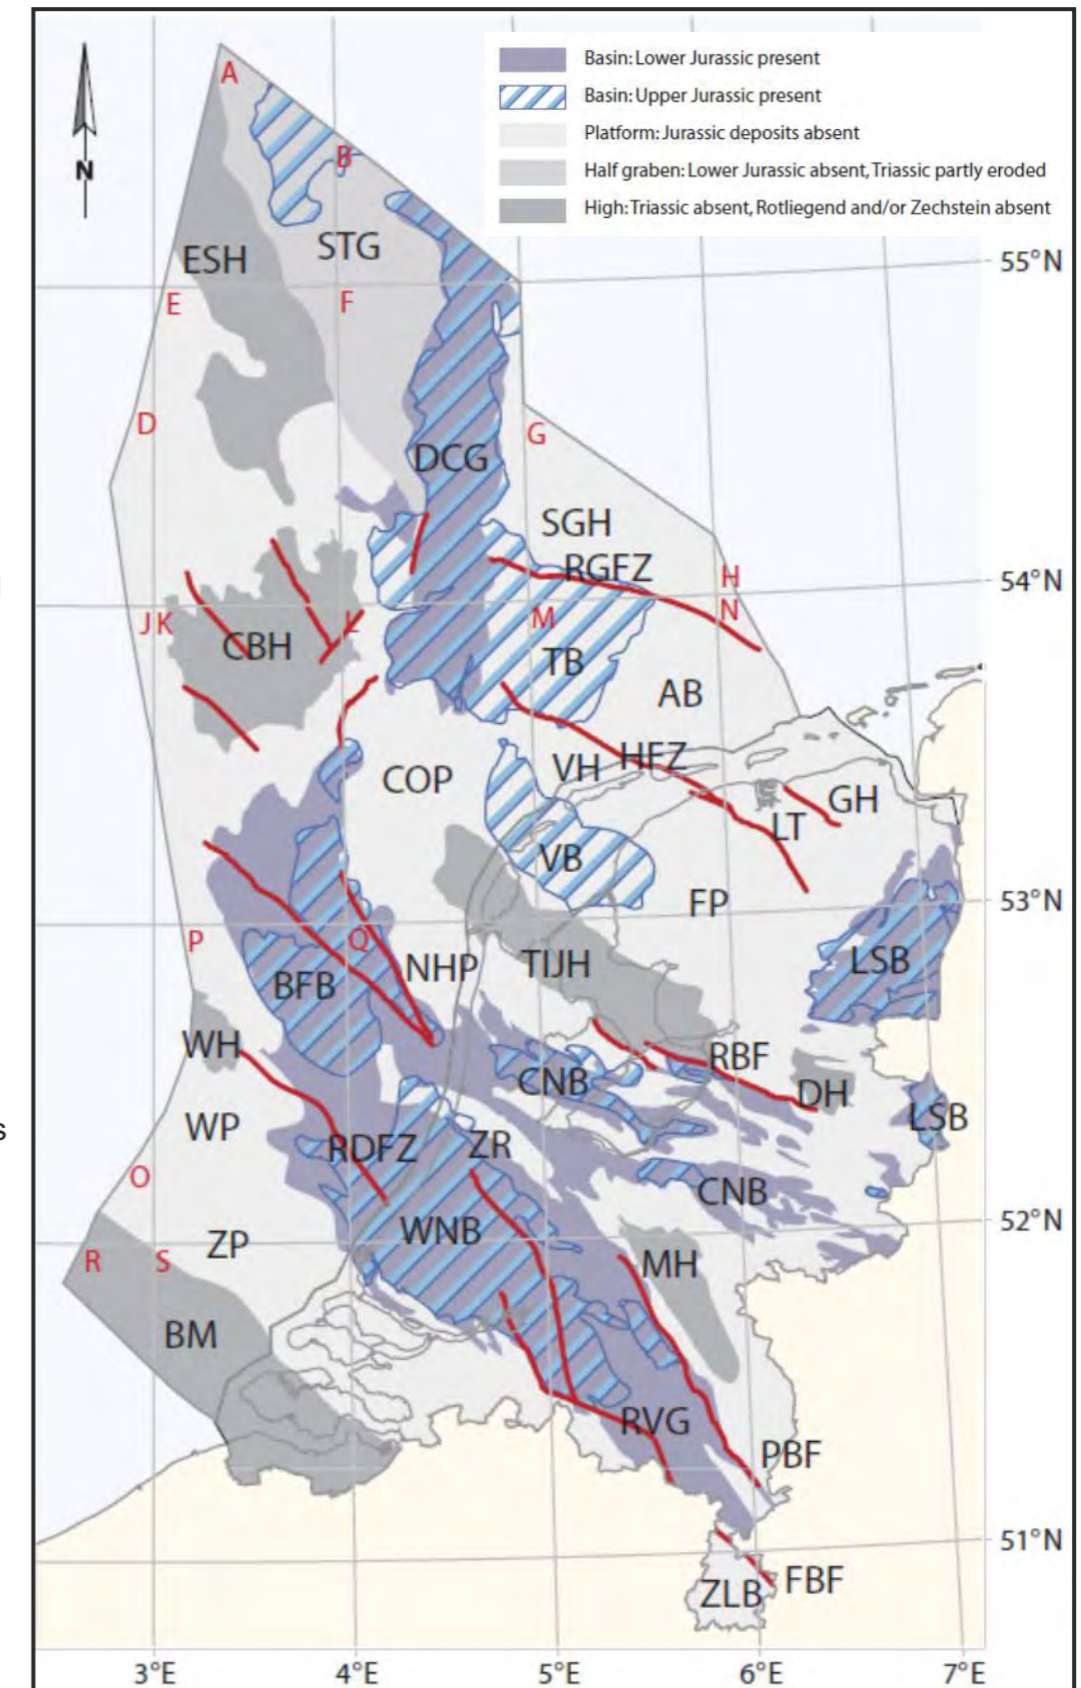 Basin: Lower Jurassic present
Basin: Upper Jurassic present
Platform: Jurassic deposits absent
Half graben: Lower Jurassic absent, Triassic partly eroded
High: Triassic absent, Rotliegend and/or Zechstein absent
N
A
B
ESH
STG
55°N
E
F
D
G
DCG
SGH
RGFZ
H
54°N
J
K
L
M
N
CBH
TB
AB
COP
VH
HFZ
GH
LT
VB
FP
53°N
P
Q
NHP
TIJH
LSB
BFB
WH
RBF
CNB
DH
WP
RDFZ
ZR
LSB
O
CNB
52°N
ZP
WNB
R
S
MH
BM
RVG
PBF
51°N
ZLB
FBF
3°E
4°E
5°E
6°E
7°E
s